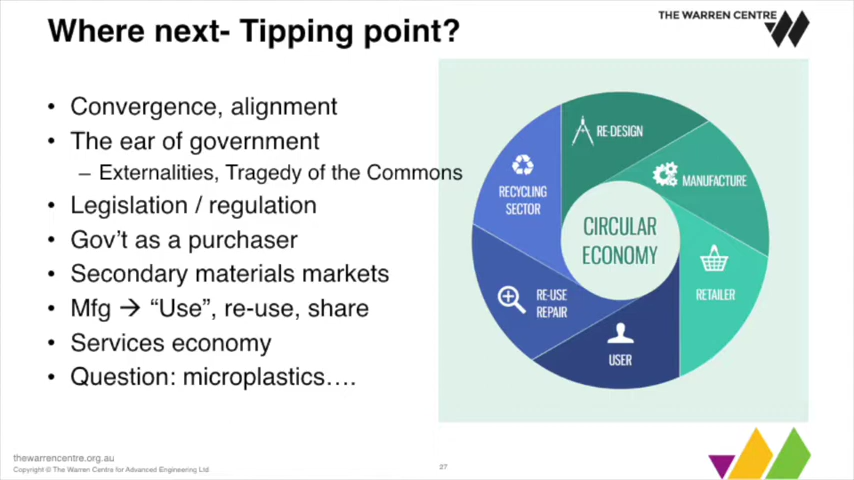 Where next- Tipping point?
THE WARREN CENTRE
• Convergence, alignment
• The ear of government
– Externalities, Tragedy of the Commons
• Legislation / regulation
• Gov’t as a purchaser
• Secondary materials markets
• Mfg → “Use”, re-use, share
• Services economy
• Question: microplastics….
RE-DESIGN
MANUFACTURE
RETAILER
USER
RE-USE
REPAIR
RECYCLING
SECTOR
CIRCULAR
ECONOMY
thewarrencentre.org.au
Copyright © The Warren Centre for Advanced Engineering Ltd
27